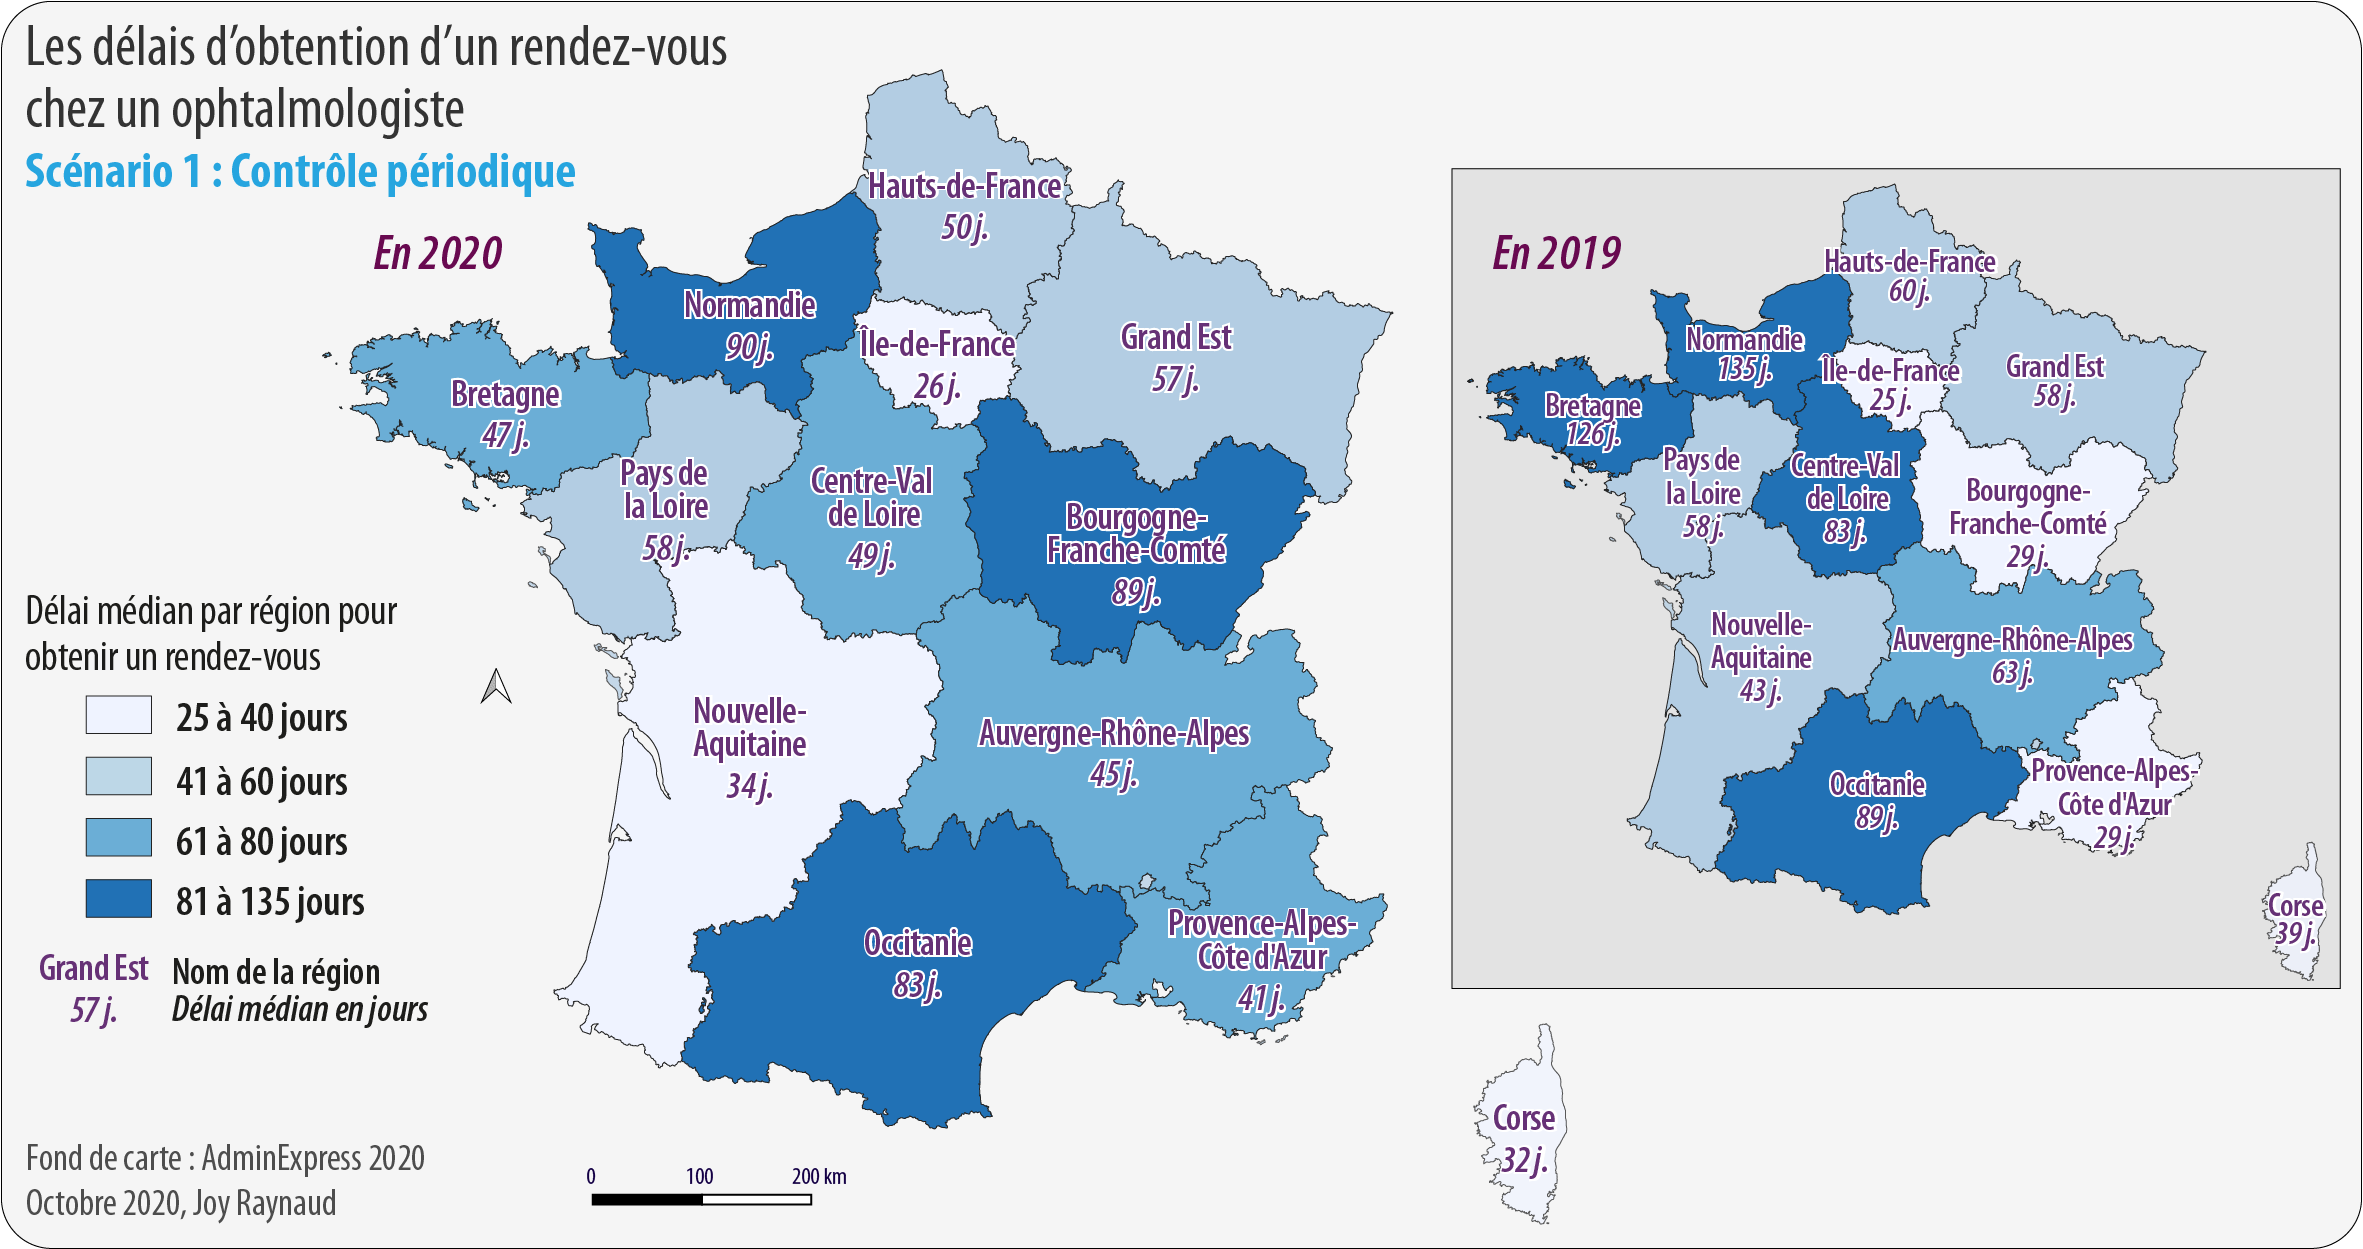 Les délais d’obtention d’un rendez-vous
chez un ophtalmologiste
Scénario 1 : Contrôle périodique
En 2020
Hauts-de-France
50 j.
Normandie
90 j.
Île-de-France
26 j.
Grand Est
57 j.
Bretagne
47 j.
Pays de
la Loire
58 j.
Centre-Val
de Loire
49 j.
Bourgogne-
Franche-Comté
89 j.
Nouvelle-
Aquitaine
34 j.
Auvergne-Rhône-Alpes
45 j.
Occitanie
83 j.
Provence-Alpes-
Côte d'Azur
41 j.
Corse
32 j.
En 2019
Hauts-de-France
60 j.
Normandie
135 j.
Île-de-France
25 j.
Grand Est
58 j.
Bretagne
126 j.
Pays de
la Loire
58 j.
Centre-Val
de Loire
83 j.
Bourgogne-
Franche-Comté
29 j.
Nouvelle-
Aquitaine
43 j.
Auvergne-Rhône-Alpes
63 j.
Occitanie
89 j.
Provence-Alpes-
Côte d'Azur
29 j.
Corse
39 j.
Délai médian par région pour
obtenir un rendez-vous
25 à 40 jours
41 à 60 jours
61 à 80 jours
81 à 135 jours
Grand Est Nom de la région
57 j. Délai médian en jours
Fond de carte : AdminExpress 2020
Octobre 2020, Joy Raynaud
0 100 200 km